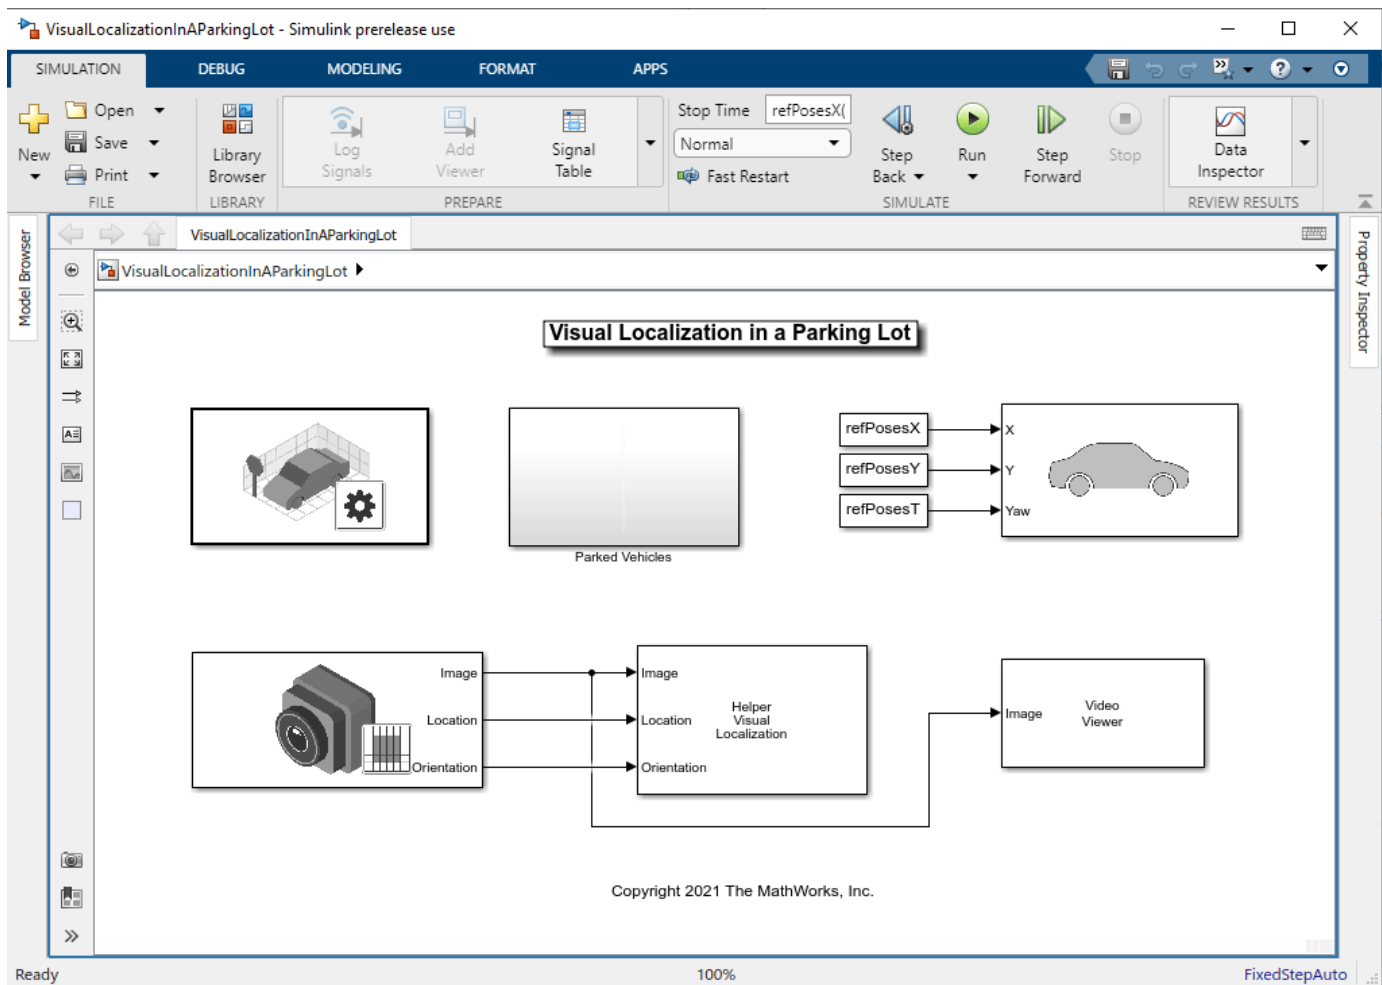 VisualLocalizationInAParkingLot - Simulink prerelease use
SIMULATION DEBUG MODELING FORMAT APPS
New
Open
Save
Print
FILE
Library
Browser
LIBRARY
Log
Signals
Add
Viewer
Signal
Table
PREPARE
Stop Time refPosesX(
Normal
Fast Restart
Step
Back
Run
Step
Forward
Stop
SIMULATE
Data
Inspector
REVIEW RESULTS
Model Browser
VisualLocalizationInAParkingLot
VisualLocalizationInAParkingLot
Property Inspector
Visual Localization in a Parking Lot
Parked Vehicles
refPosesX
refPosesY
refPosesT
X
Y
Yaw
Image
Location
Orientation
Image
Location
Orientation
Helper
Visual
Localization
Image
Video
Viewer
Copyright 2021 The MathWorks, Inc.
Ready 100% FixedStepAuto